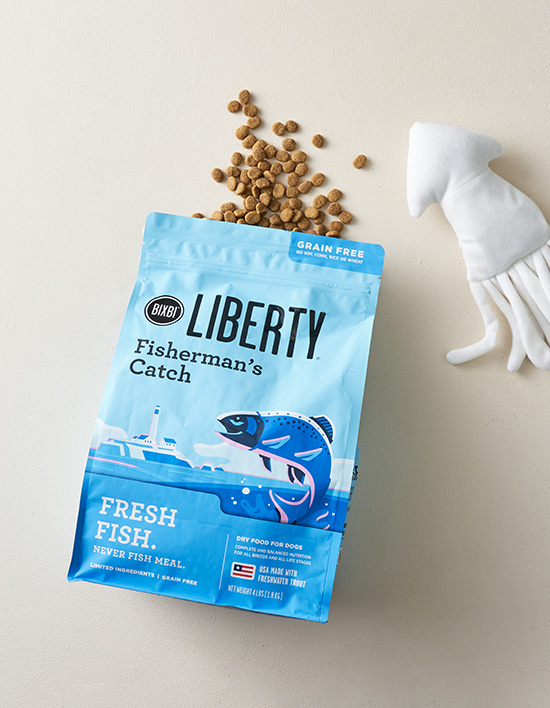 GRAIN FREE
NO SOY, CORN, RICE OR WHEAT
BIXBI
LIBERTY
Fisherman's
Catch
FRESH
FISH.
NEVER FISH MEAL.
LIMITED INGREDIENTS | GRAIN FREE
DRY FOOD FOR DOGS
COMPLETE AND BALANCED NUTRITION
FOR ALL BREEDS AND ALL LIFE STAGES
USA MADE WITH
FRESHWATER TROUT
NET WEIGHT 4 LBS (1.8 KG)